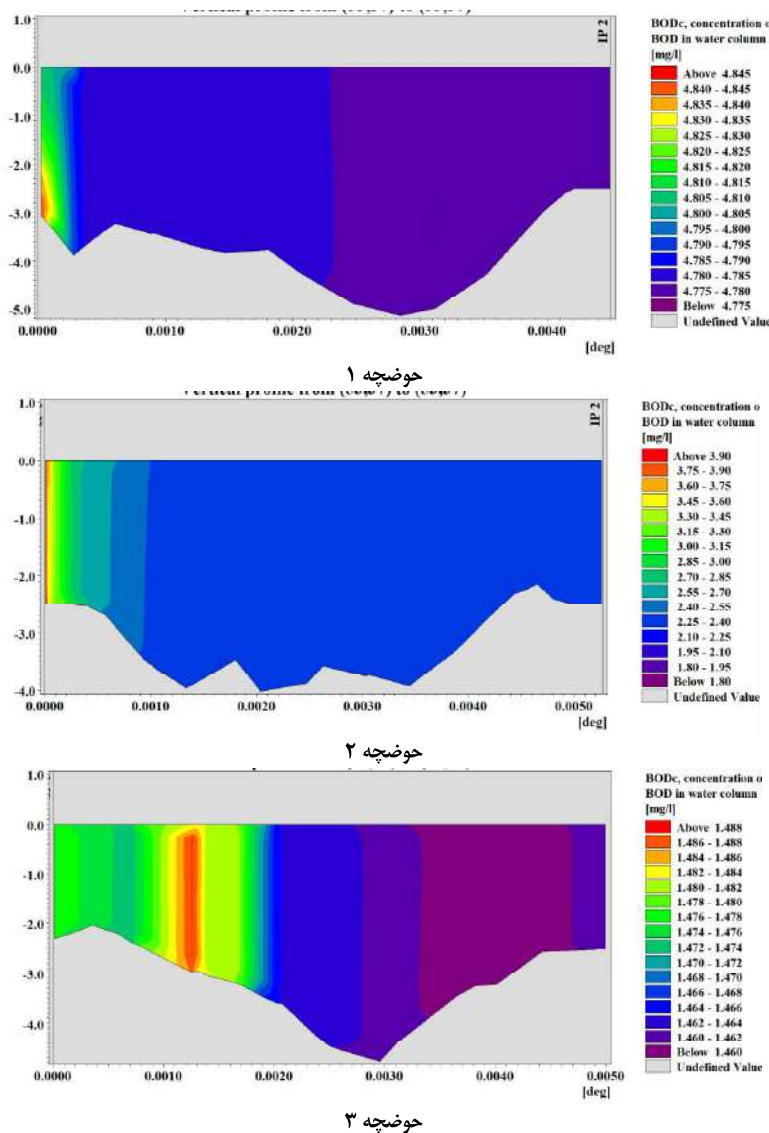 Vertical profile from
1.0
0.0
-1.0
-2.0
-3.0
-4.0
-5.0
0.0000 0.0010 0.0020 0.0030 0.0040
[deg]
IP 2
BODc, concentration o
BOD in water column
[mg/l]
Above 4.845
4.840 - 4.845
4.835 - 4.840
4.830 - 4.835
4.825 - 4.830
4.820 - 4.825
4.815 - 4.820
4.810 - 4.815
4.805 - 4.810
4.800 - 4.805
4.795 - 4.800
4.790 - 4.795
4.785 - 4.790
4.780 - 4.785
4.775 - 4.780
Below 4.775
Undefined Value
حوضچه ۱
Vertical profile from
1.0
0.0
-1.0
-2.0
-3.0
-4.0
0.0000 0.0010 0.0020 0.0030 0.0040 0.0050
[deg]
IP 2
BODc, concentration o
BOD in water column
[mg/l]
Above 3.90
3.75 - 3.90
3.60 - 3.75
3.45 - 3.60
3.30 - 3.45
3.15 - 3.30
3.00 - 3.15
2.85 - 3.00
2.70 - 2.85
2.55 - 2.70
2.40 - 2.55
2.25 - 2.40
2.10 - 2.25
1.95 - 2.10
1.80 - 1.95
Below 1.80
Undefined Value
حوضچه ۲
1.0
0.0
-1.0
-2.0
-3.0
-4.0
0.0000 0.0010 0.0020 0.0030 0.0040 0.0050
[deg]
BODc, concentration o
BOD in water column
[mg/l]
Above 1.488
1.486 - 1.488
1.484 - 1.486
1.482 - 1.484
1.480 - 1.482
1.478 - 1.480
1.476 - 1.478
1.474 - 1.476
1.472 - 1.474
1.470 - 1.472
1.468 - 1.470
1.466 - 1.468
1.464 - 1.466
1.462 - 1.464
1.460 - 1.462
Below 1.460
Undefined Value
حوضچه ۳